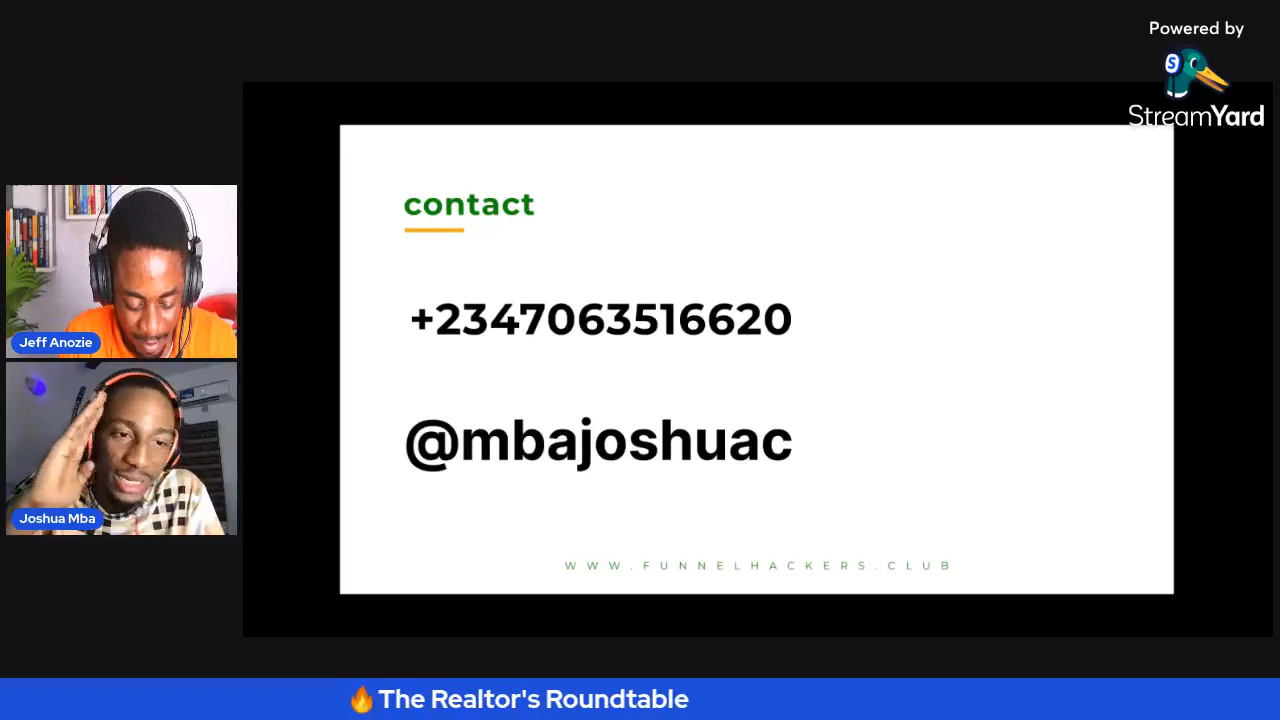 Powered by
StreamYard
contact
+2347063516620
@mbajoshuac
WWW.FUNNELHACKERS.CLUB
Jeff Anozie
Joshua Mba
🔥The Realtor's Roundtable